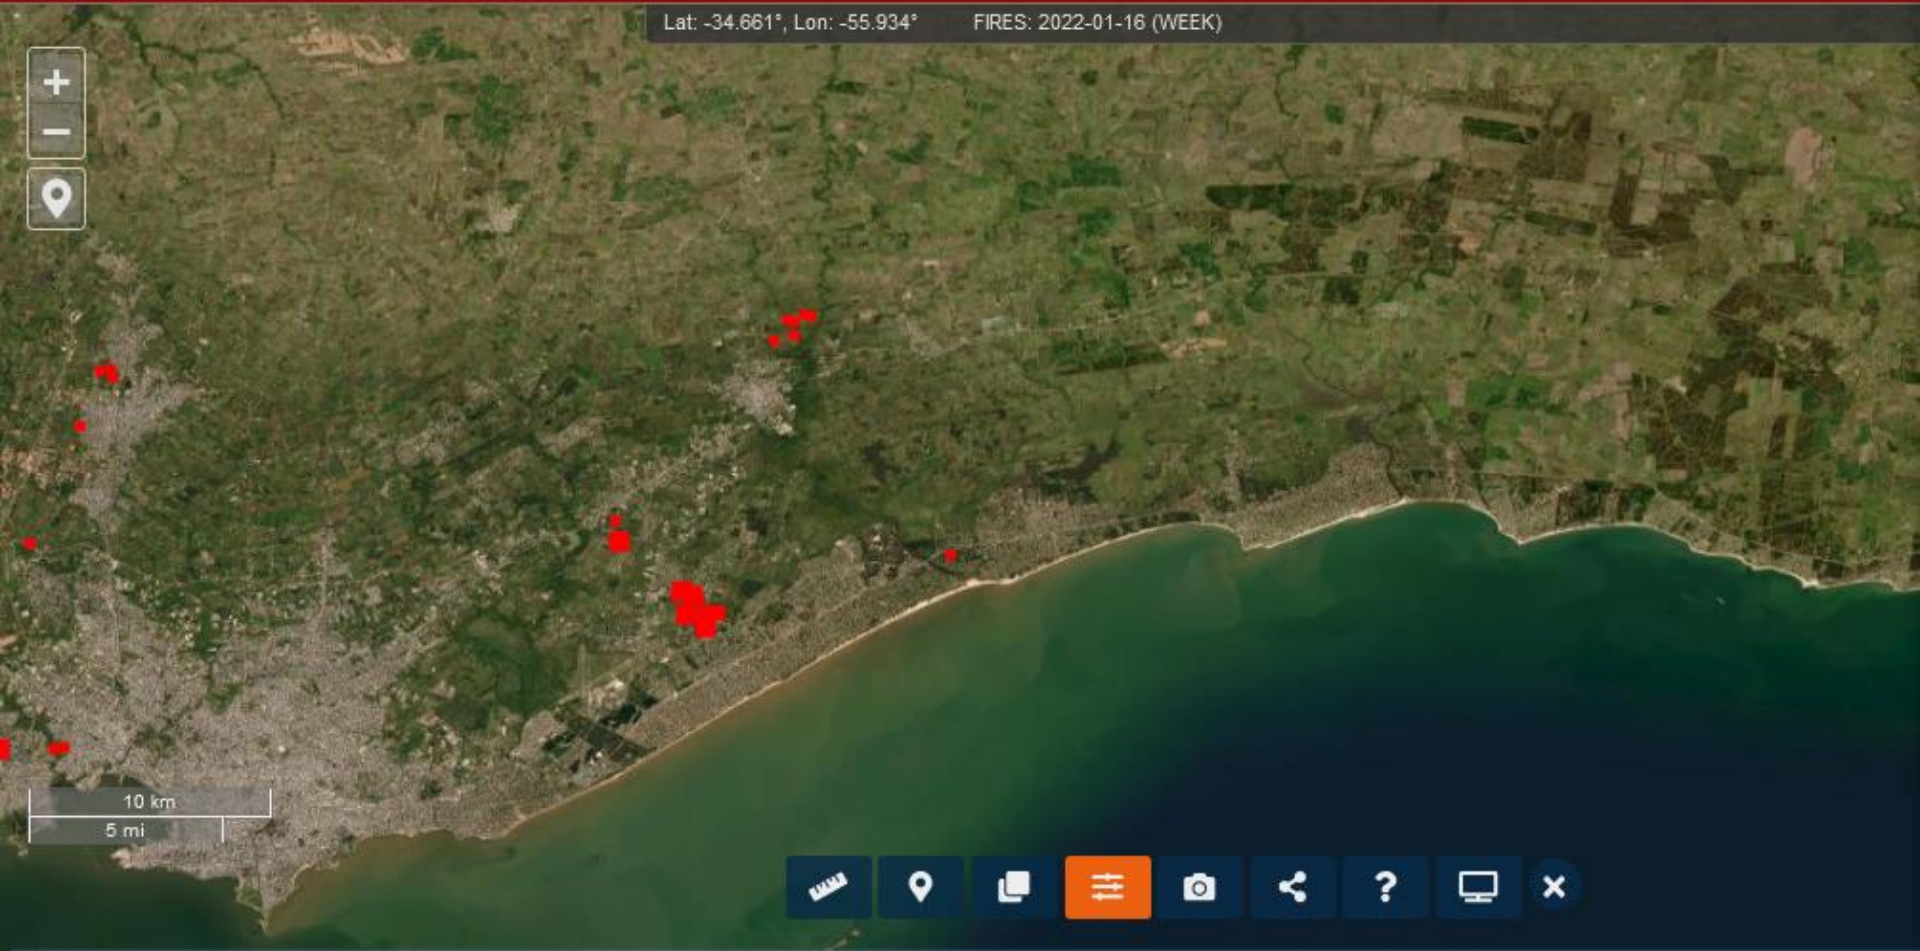 Lat: -34.661°, Lon: -55.934° FIRES: 2022-01-16 (WEEK)
+
−
10 km
5 mi
?